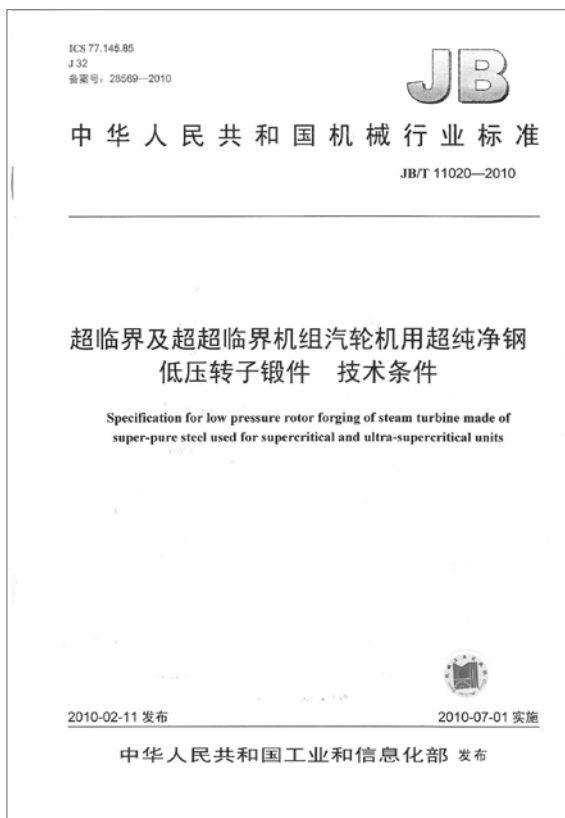 ICS 77.145.85
J 32
备案号：28569—2010
JB
中华人民共和国机械行业标准
JB/T 11020—2010
超临界及超超临界机组汽轮机用超纯净钢
低压转子锻件 技术条件
Specification for low pressure rotor forging of steam turbine made of
super-pure steel used for supercritical and ultra-supercritical units
2010-02-11 发布
2010-07-01 实施
中华人民共和国工业和信息化部 发布